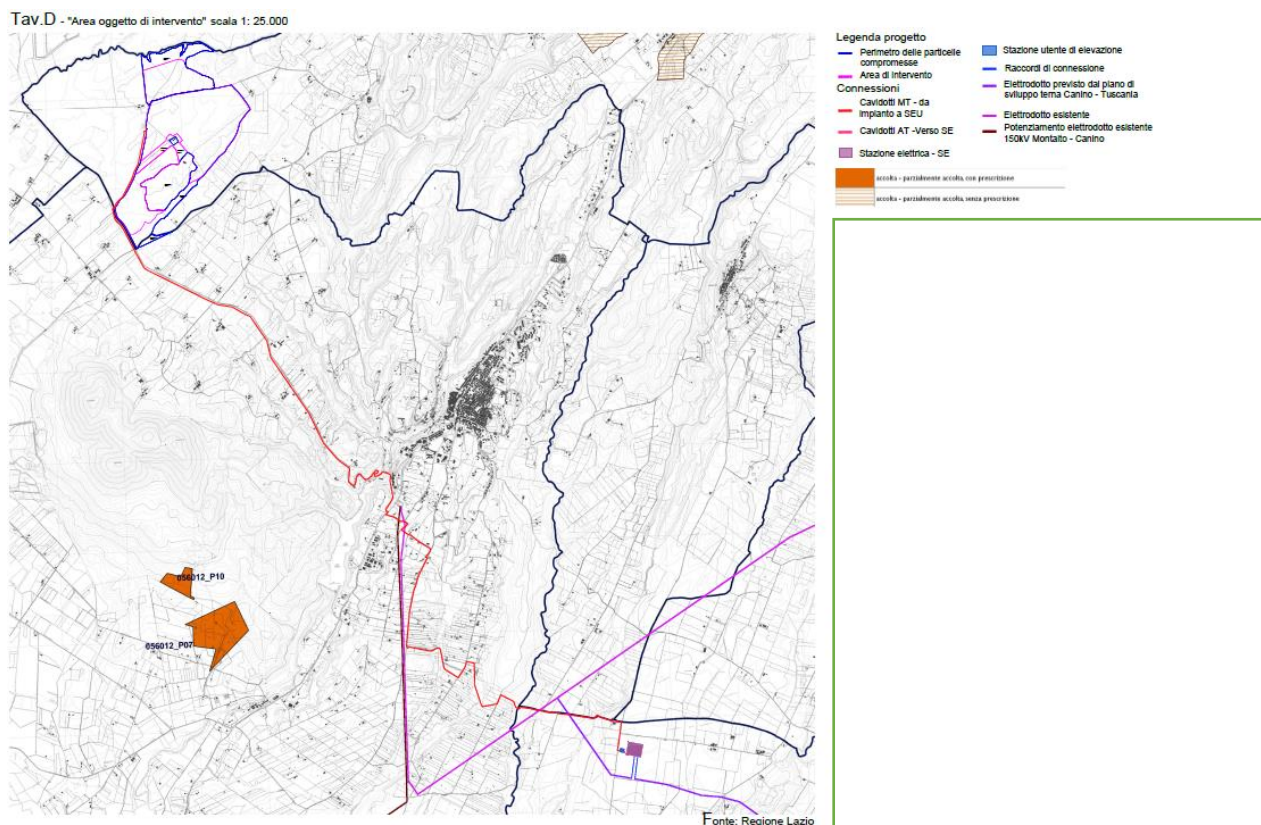 Tav.D - "Area oggetto di intervento" scala 1: 25.000
Legenda progetto
Perimetro delle particelle
compromesse
Area di intervento
Connessioni
Cavidotti MT - da
impianto a SEU
Cavidotti AT -Verso SE
Stazione elettrica - SE
Stazione utente di elevazione
Raccordi di connessione
Elettrodotto previsto dal piano di
sviluppo terna Canino - Tuscania
Elettrodotto esistente
Potenziamento elettrodotto esistente
150kV Montalto - Canino
accolta - parzialmente accolta, con prescrizione
accolta - parzialmente accolta, senza prescrizione
056012_P10
056012_P07
Fonte: Regione Lazio